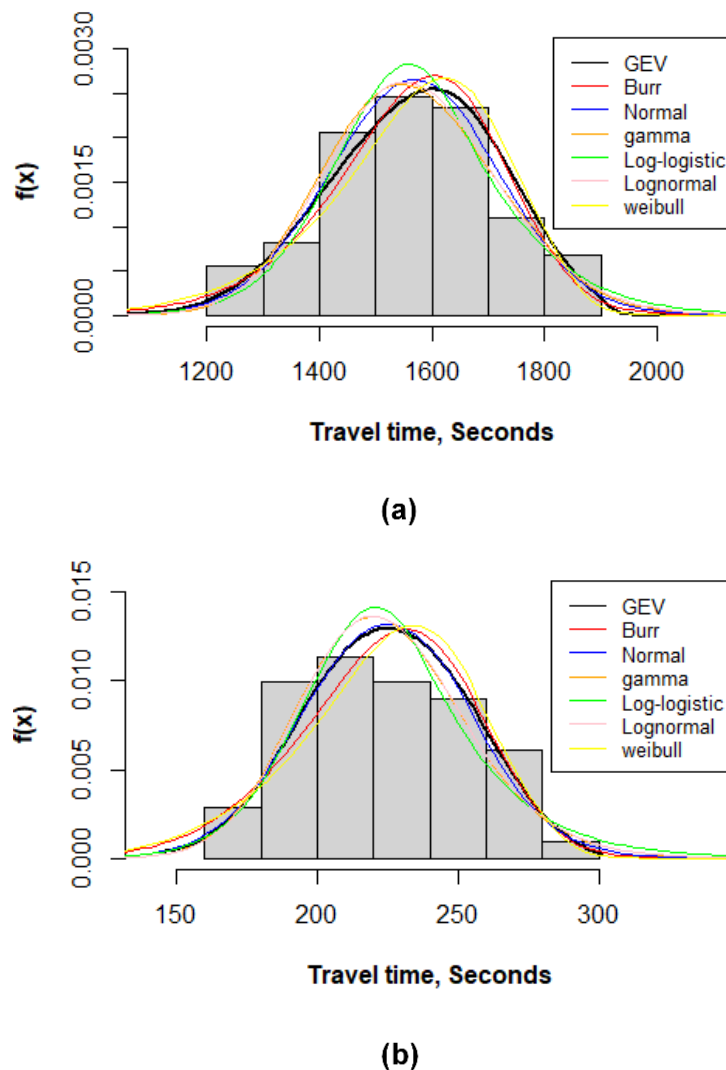 0.0030
0.0015
0.0000
f(x)
GEV
Burr
Normal
gamma
Log-logistic
Lognormal
weibull
1200 1400 1600 1800 2000
Travel time, Seconds
(a)
0.015
0.010
0.005
0.000
f(x)
GEV
Burr
Normal
gamma
Log-logistic
Lognormal
weibull
150 200 250 300
Travel time, Seconds
(b)